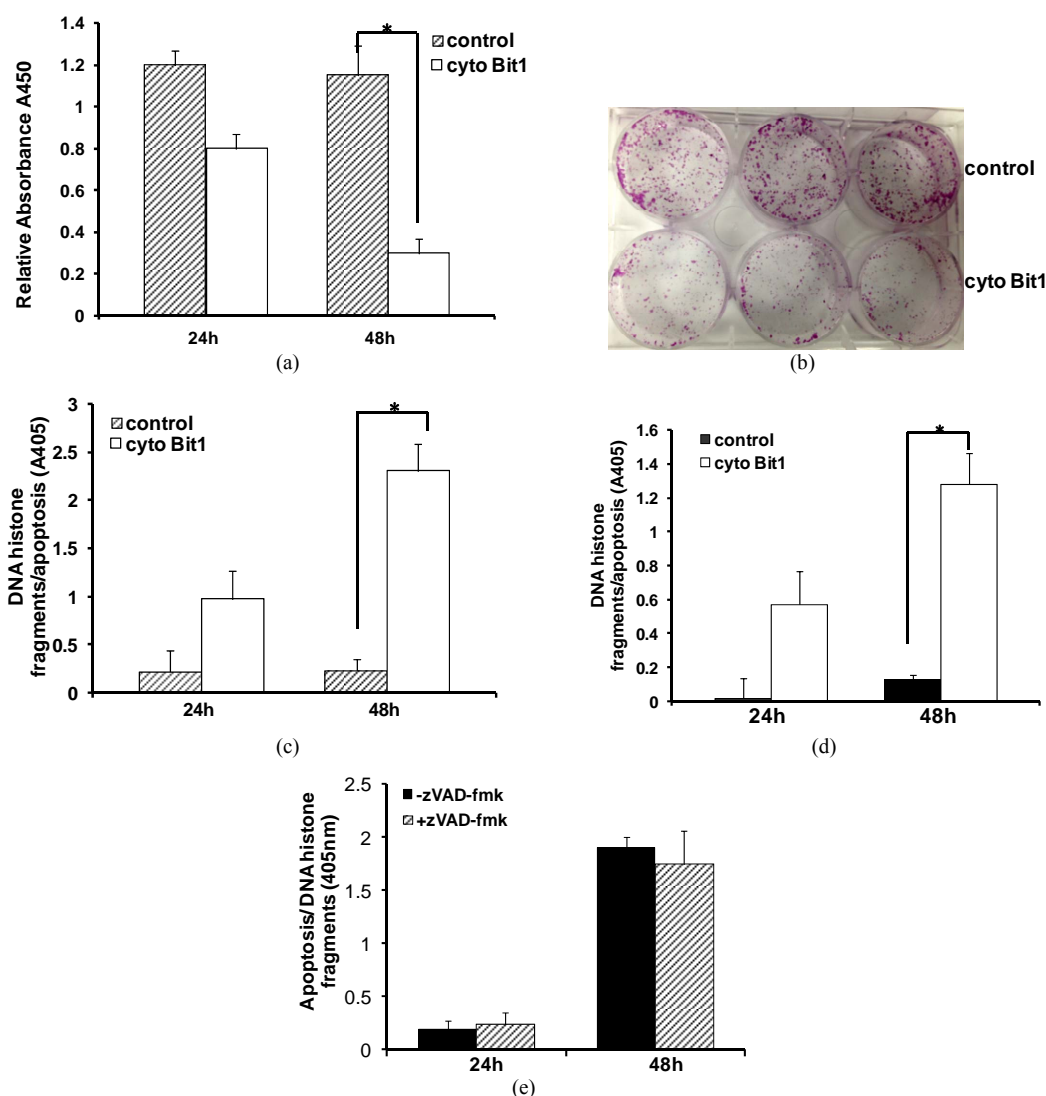 1.4
1.2
1
0.8
0.6
0.4
0.2
0
Relative Absorbance A450
*
control
cyto Bit1
24h
48h
(a)
control
cyto Bit1
(b)
3
2.5
2
1.5
1
0.5
0
DNA histone
fragments/apoptosis (A405)
control
cyto Bit1
*
24h
48h
(c)
1.6
1.4
1.2
1
0.8
0.6
0.4
0.2
0
DNA histone
fragments/apoptosis (A405)
control
cyto Bit1
*
24h
48h
(d)
2.5
2
1.5
1
0.5
0
Apoptosis/DNA histone
fragments (405nm)
-zVAD-fmk
+zVAD-fmk
24h
48h
(e)